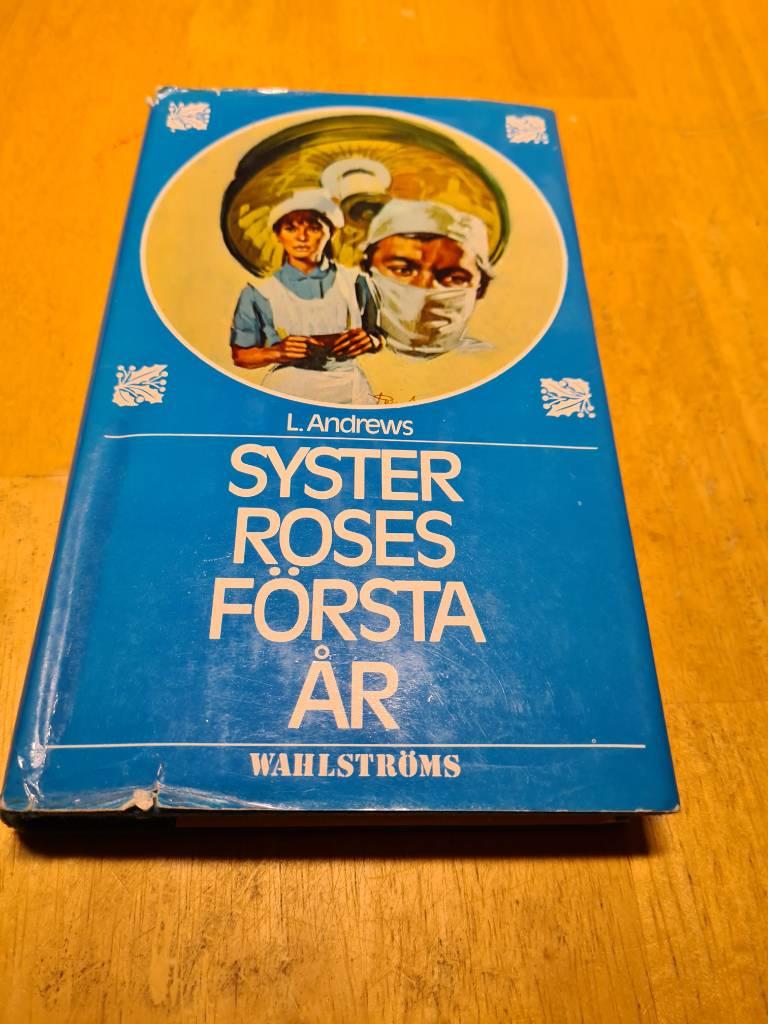 L. Andrews
SYSTER
ROSES
FÖRSTA
ÅR
WAHLSTRÖMS